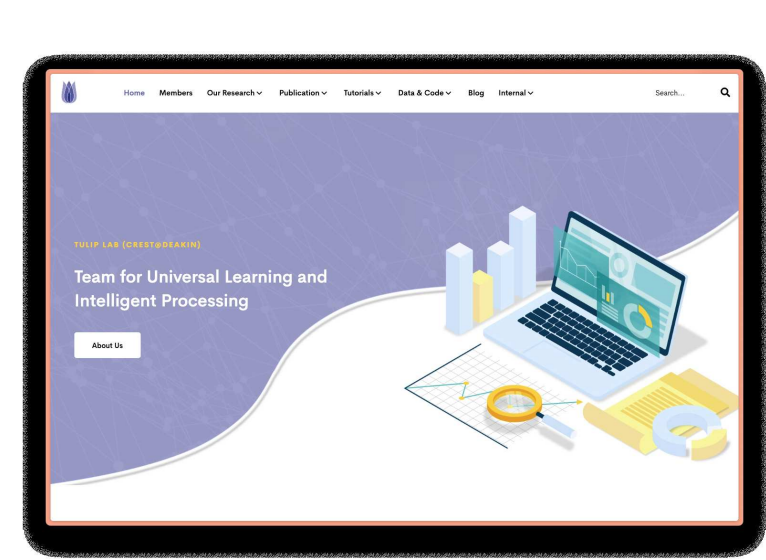 Home Members Our Research Publication Tutorials Data & Code Blog Internal Search...
TULIP LAB (CREST@DEAKIN)
Team for Universal Learning and
Intelligent Processing
About Us